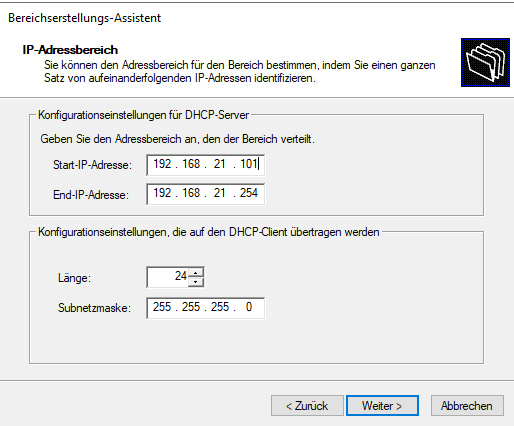 Bereichserstellungs-Assistent
IP-Adressbereich
Sie können den Adressbereich für den Bereich bestimmen, indem Sie einen ganzen
Satz von aufeinanderfolgenden IP-Adressen identifizieren.
Konfigurationseinstellungen für DHCP-Server
Geben Sie den Adressbereich an, den der Bereich verteilt.
Start-IP-Adresse: 192 . 168 . 21 . 101
End-IP-Adresse: 192 . 168 . 21 . 254
Konfigurationseinstellungen, die auf den DHCP-Client übertragen werden
Länge: 24
Subnetzmaske: 255 . 255 . 255 . 0
< Zurück Weiter > Abbrechen